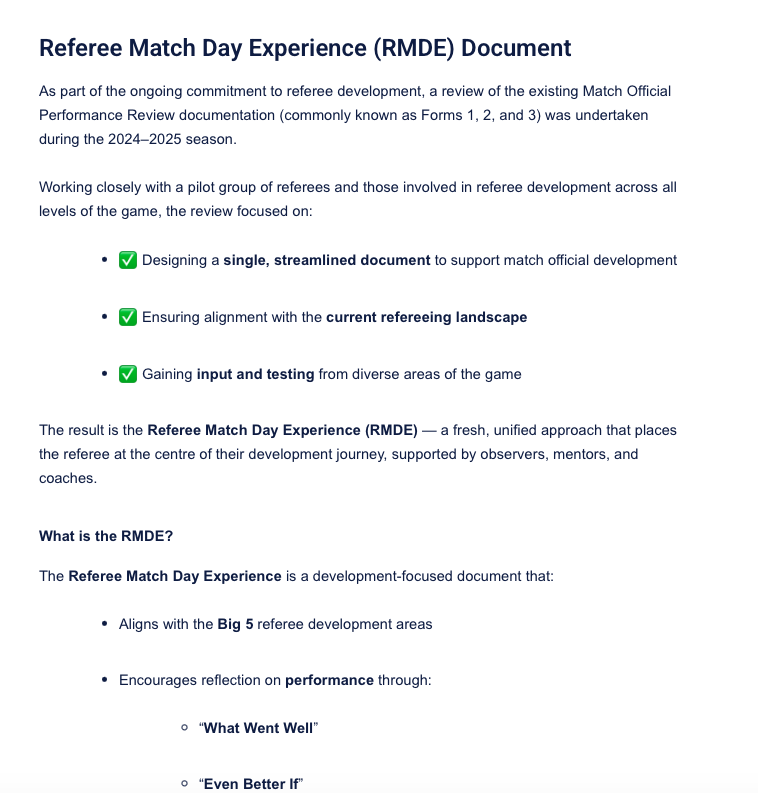 Referee Match Day Experience (RMDE) Document
As part of the ongoing commitment to referee development, a review of the existing Match Official
Performance Review documentation (commonly known as Forms 1, 2, and 3) was undertaken
during the 2024–2025 season.
Working closely with a pilot group of referees and those involved in referee development across all
levels of the game, the review focused on:
• ✅ Designing a single, streamlined document to support match official development
• ✅ Ensuring alignment with the current refereeing landscape
• ✅ Gaining input and testing from diverse areas of the game
The result is the Referee Match Day Experience (RMDE) — a fresh, unified approach that places
the referee at the centre of their development journey, supported by observers, mentors, and
coaches.
What is the RMDE?
The Referee Match Day Experience is a development-focused document that:
• Aligns with the Big 5 referee development areas
• Encourages reflection on performance through:
◦ “What Went Well”
◦ “Even Better If”